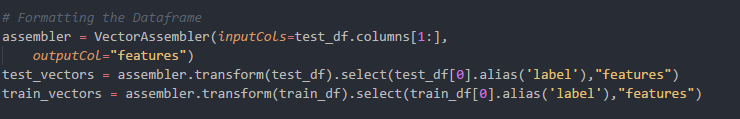 # Formatting the Dataframe
assembler = VectorAssembler(inputCols=test_df.columns[1:],
    outputCol="features")
test_vectors = assembler.transform(test_df).select(test_df[0].alias('label'),"features")
train_vectors = assembler.transform(train_df).select(train_df[0].alias('label'),"features")